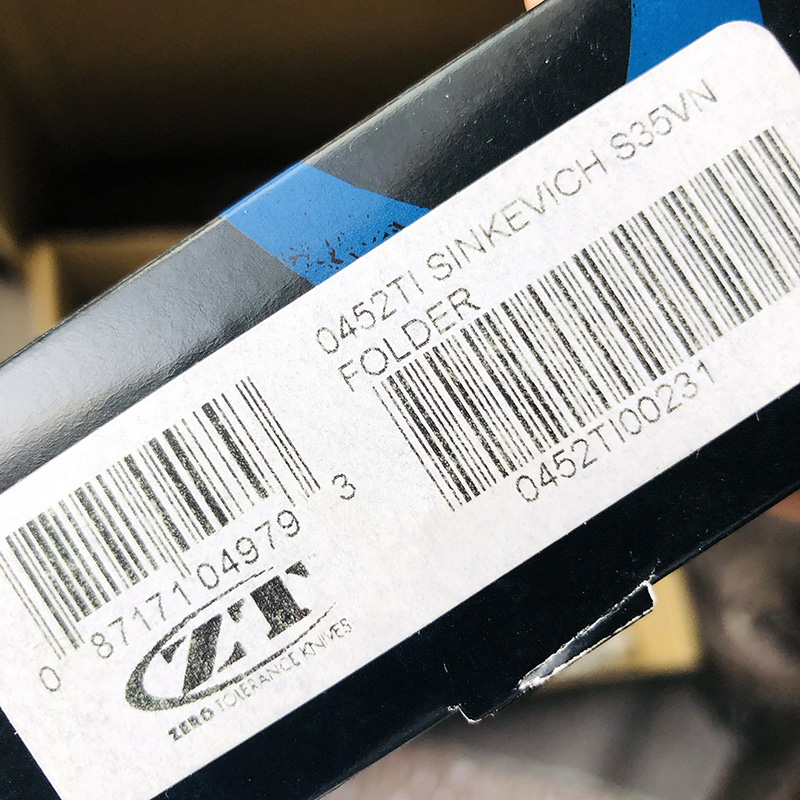 0452TI SINKEVICH S35VN
FOLDER
0452TI00231
0 87171 04979 3
ZT
ZERO TOLERANCE KNIVES